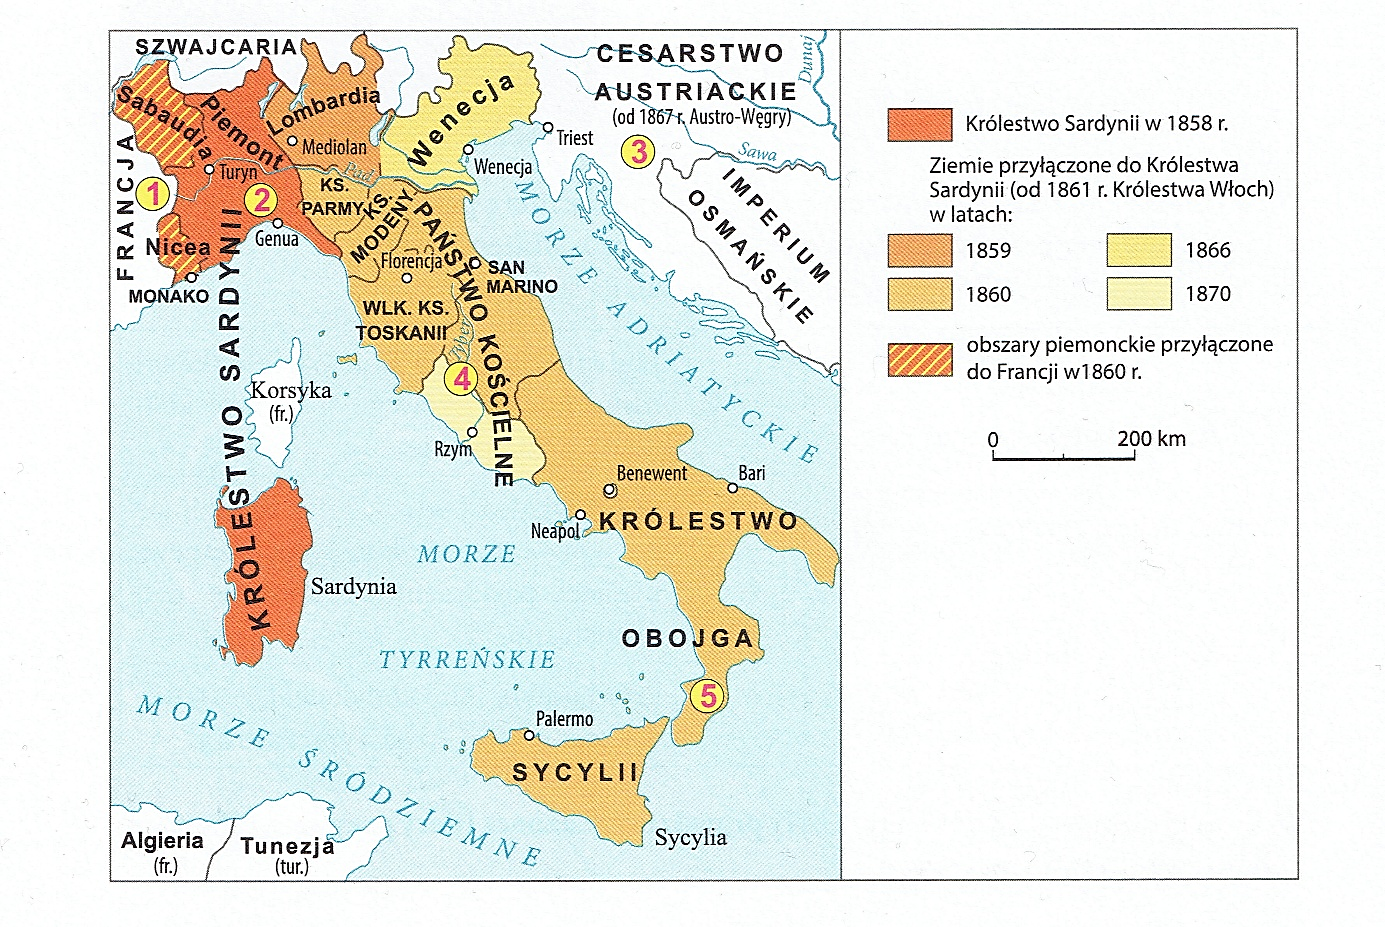 SZWAJCARIA
CESARSTWO
AUSTRIACKIE
(od 1867 r. Austro-Węgry)
Dunaj
Sabaudia
Piemont
Lombardia
Wenecja
Mediolan
Triest
Wenecja
3
Sawa
FRANCJA
1
Turyn
2
Pad
KS.
PARMY
KS.
MODENY
Genua
Nicea
MONAKO
Florencja
SAN
MARINO
WLK. KS.
TOSKANII
PAŃSTWO KOŚCIELNE
Tyber
4
IMPERIUM
OSMAŃSKIE
MORZE ADRIATYCKIE
KRÓLESTWO SARDYNII
Korsyka
(fr.)
Rzym
Benewent
Bari
Neapol
KRÓLESTWO
MORZE
Sardynia
OBOJGA
TYRREŃSKIE
5
Palermo
SYCYLII
Sycylia
MORZE ŚRÓDZIEMNE
Algieria
(fr.)
Tunezja
(tur.)
Królestwo Sardynii w 1858 r.
Ziemie przyłączone do Królestwa
Sardynii (od 1861 r. Królestwa Włoch)
w latach:
1859
1866
1860
1870
obszary piemonckie przyłączone
do Francji w1860 r.
0
200 km